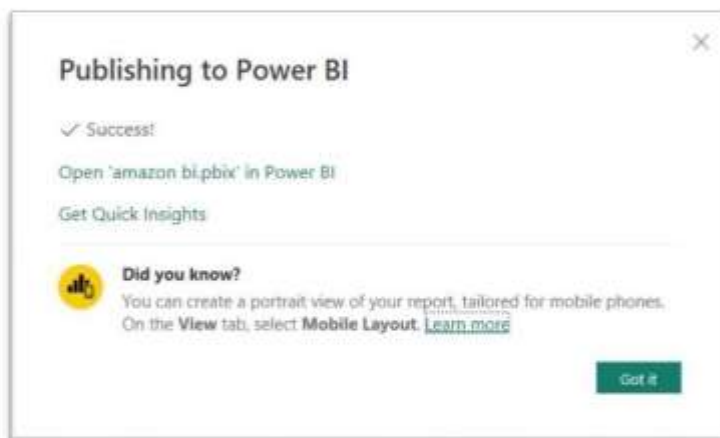 Publishing to Power BI
✓ Success!
Open 'amazon bi.pbix' in Power BI
Get Quick Insights
Did you know?
You can create a portrait view of your report, tailored for mobile phones.
On the View tab, select Mobile Layout. Learn more
Got it